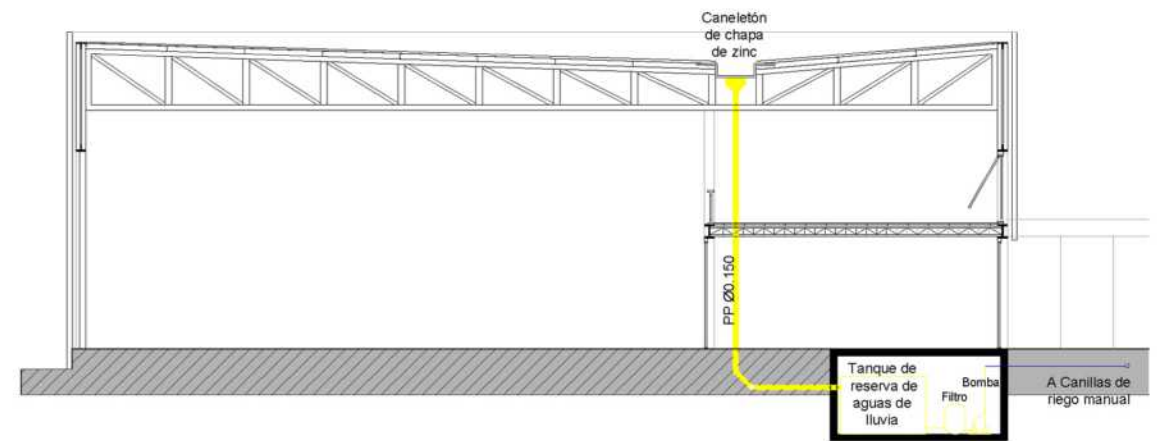 Caneletón
de chapa
de zinc
PP Ø0.150
Tanque de
reserva de
aguas de
lluvia
Filtro
Bomba
A Canillas de
riego manual